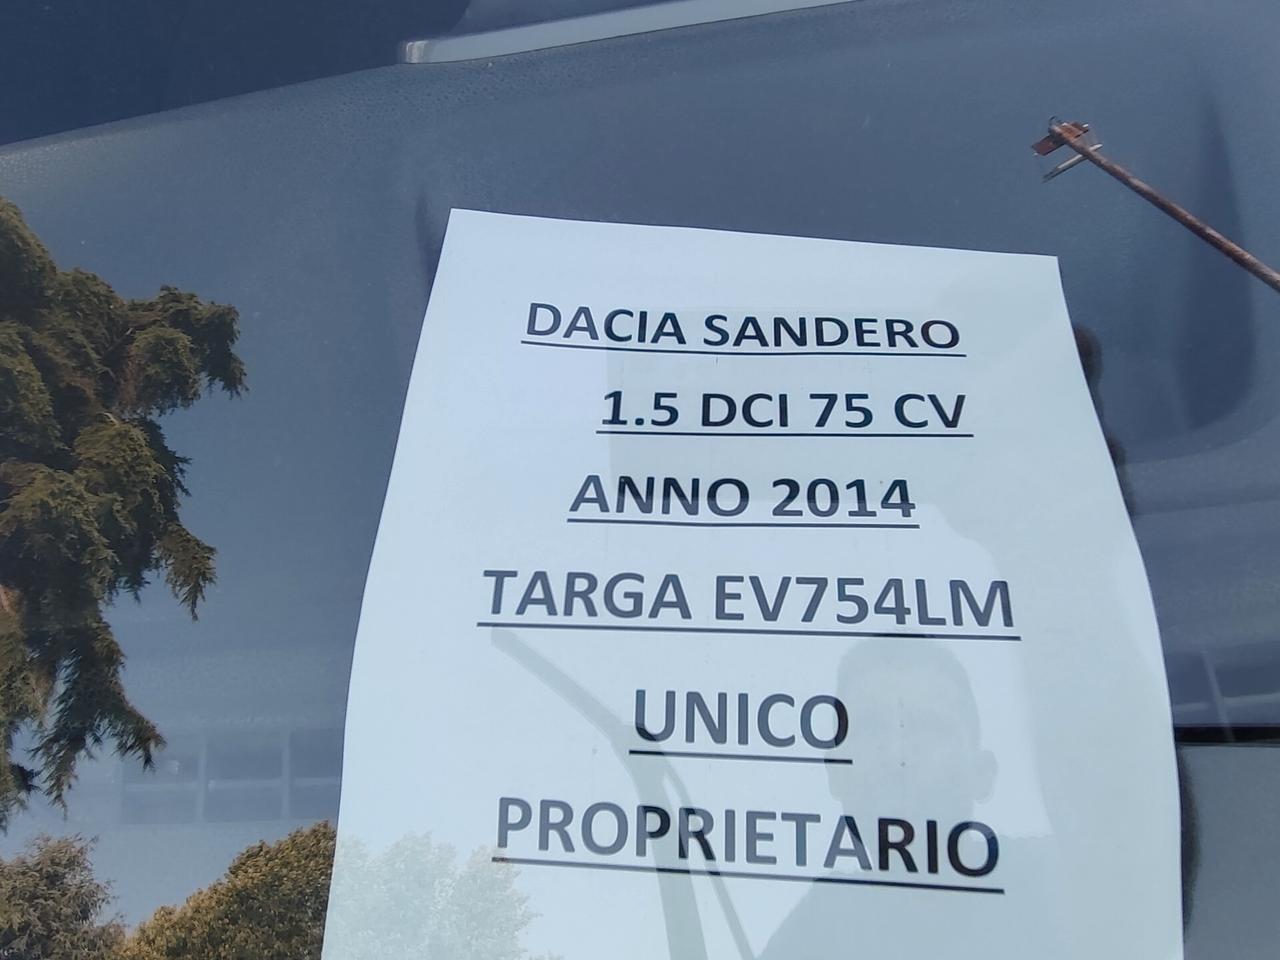 DACIA SANDERO
1.5 DCI 75 CV
ANNO 2014
TARGA EV754LM
UNICO
PROPRIETARIO